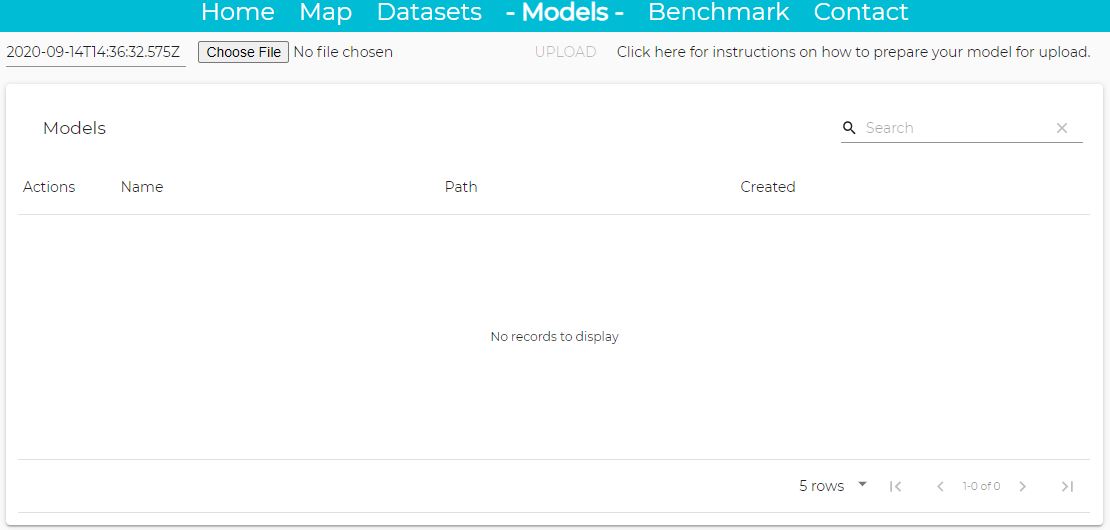 Home Map Datasets - Models - Benchmark Contact
2020-09-14T14:36:32.575Z Choose File No file chosen UPLOAD Click here for instructions on how to prepare your model for upload.
Models Search
Actions Name Path Created
No records to display
5 rows 1-0 of 0